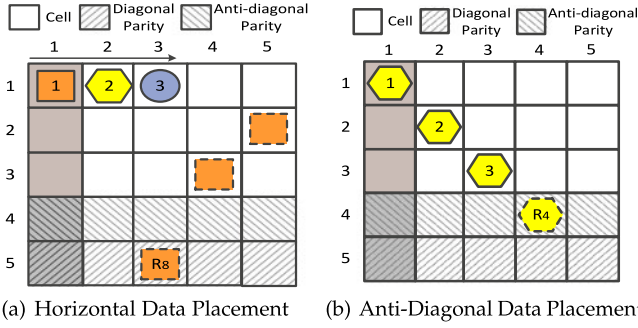 Cell Diagonal Parity Anti-diagonal Parity
1 2 3 4 5
1 1 2 3
2
3
4
5 R8
(a) Horizontal Data Placement
Cell Diagonal Parity Anti-diagonal Parity
1 2 3 4 5
1 1
2 2
3 3
4 R4
5
(b) Anti-Diagonal Data Placemen